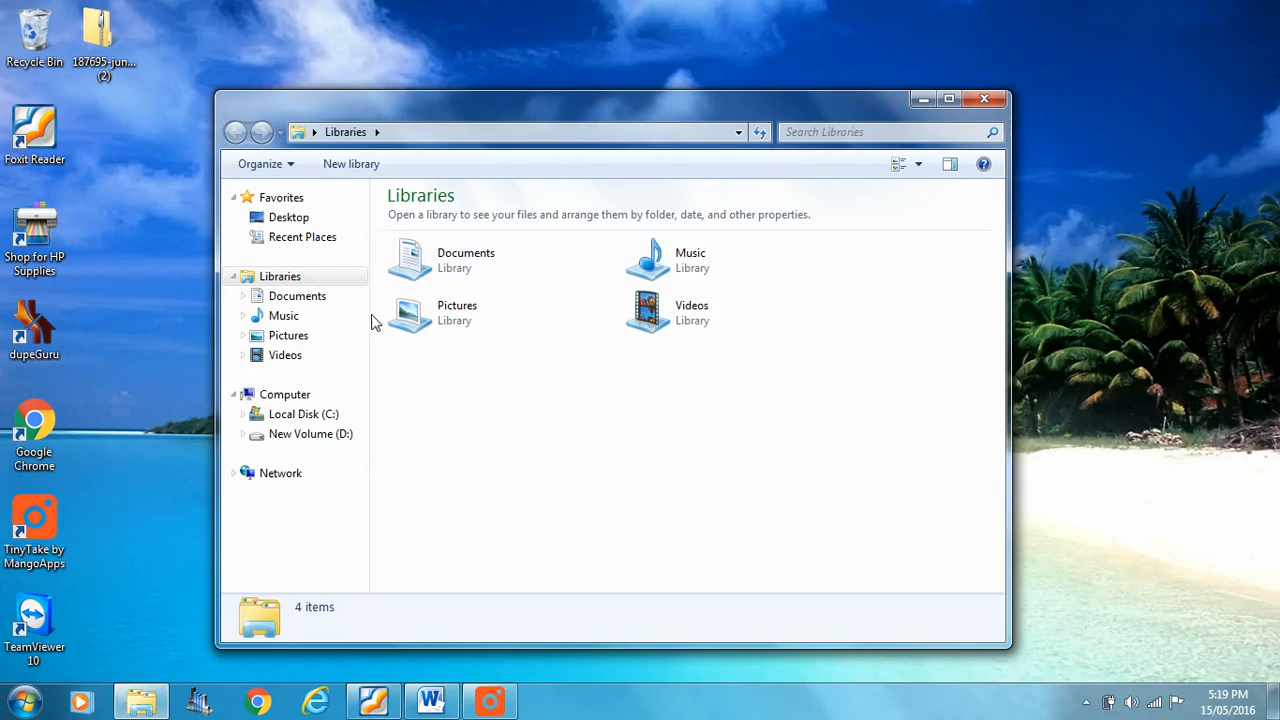 Recycle Bin
187695-jun...
(2)
Foxit Reader
Shop for HP
Supplies
dupeGuru
Google
Chrome
TinyTake by
MangoApps
TeamViewer
10
Libraries
Search Libraries
Organize
New library
Favorites
Desktop
Recent Places
Libraries
Documents
Music
Pictures
Videos
Computer
Local Disk (C:)
New Volume (D:)
Network
Libraries
Open a library to see your files and arrange them by folder, date, and other properties.
Documents
Library
Music
Library
Pictures
Library
Videos
Library
4 items
5:19 PM
15/05/2016